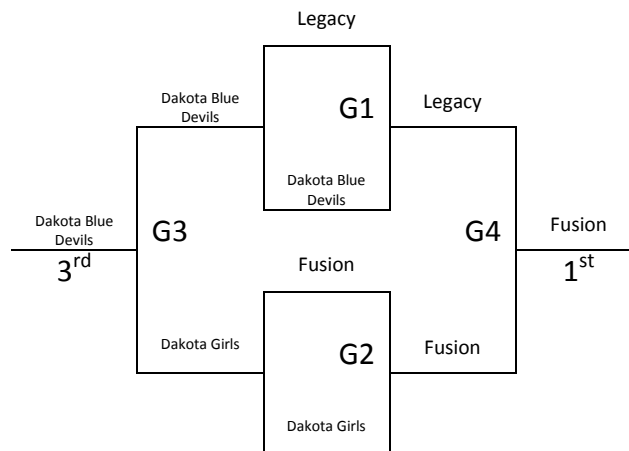 Legacy
Dakota Blue
Devils
G1
Legacy
Dakota Blue
Devils
Dakota Blue
Devils
3rd
G3
G4
Fusion
1st
Fusion
Dakota Girls
G2
Fusion
Dakota Girls